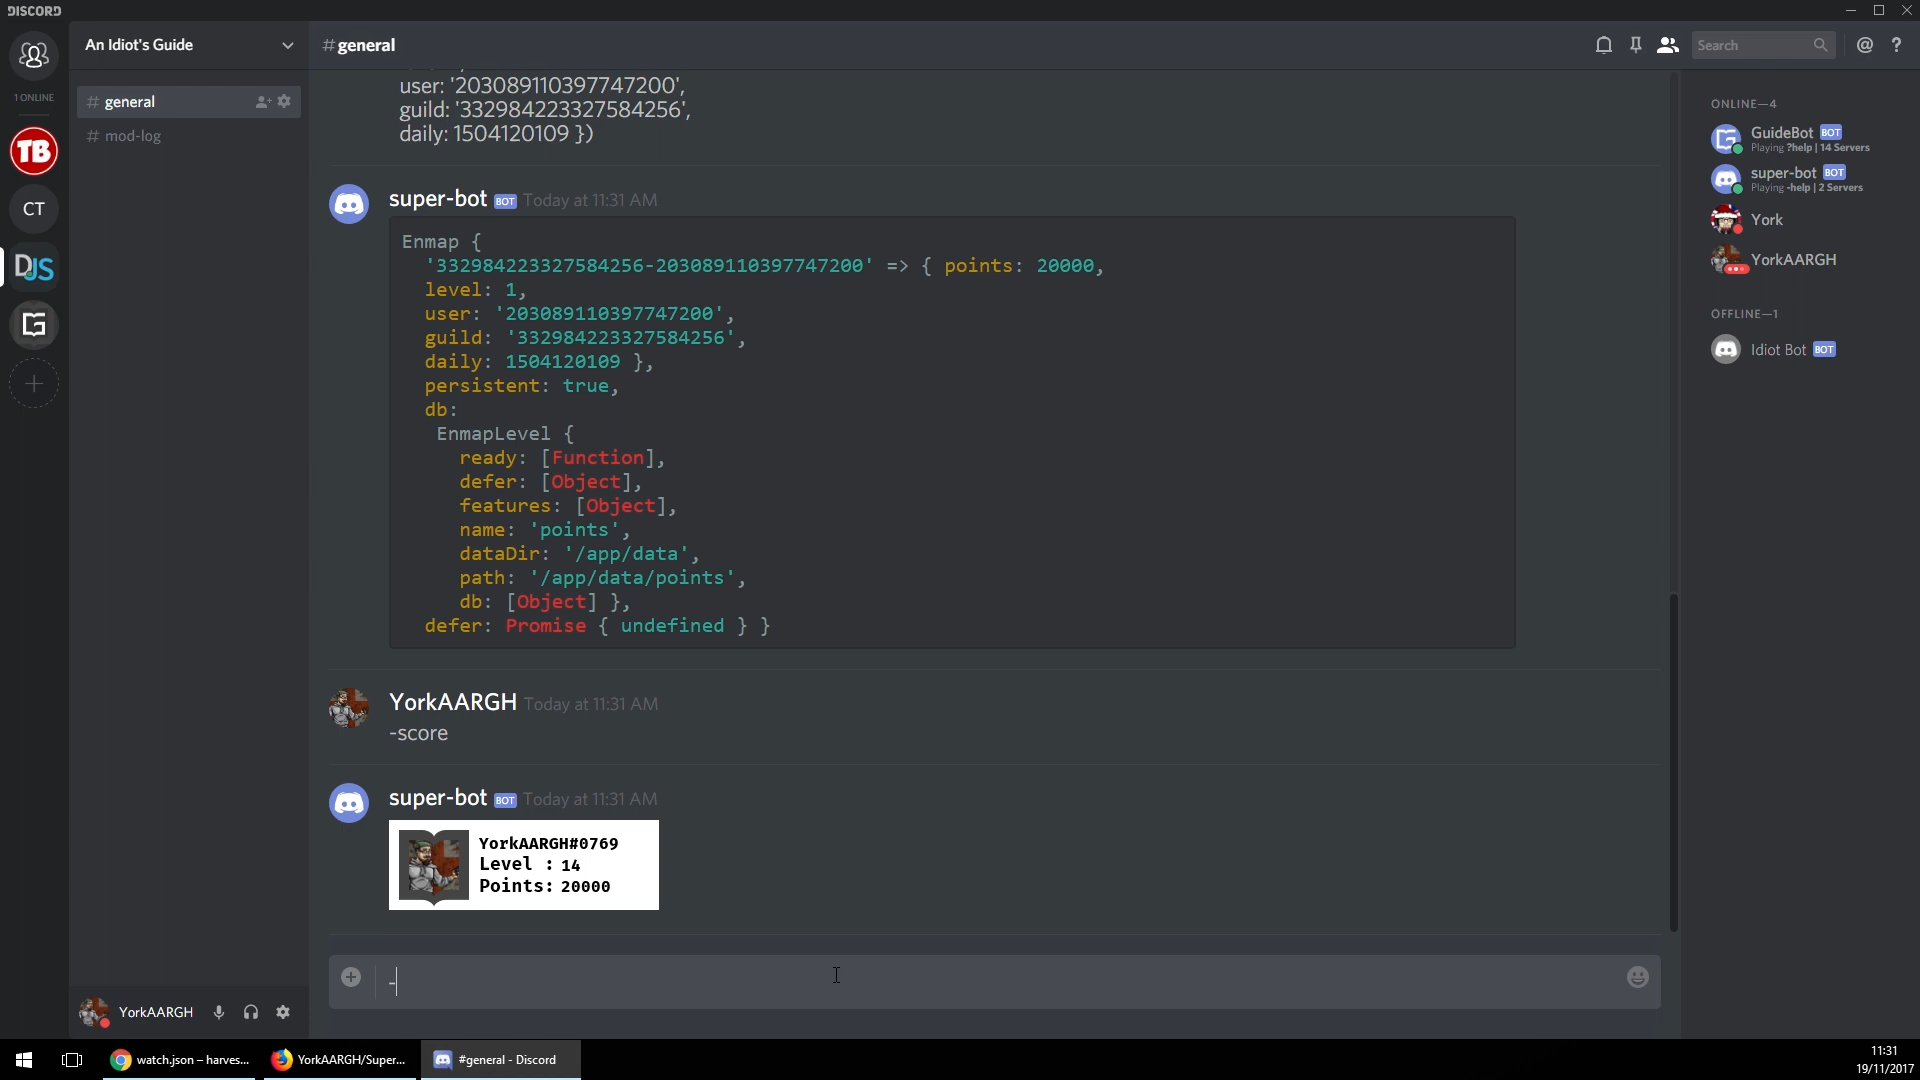 DISCORD
1 ONLINE
TB
CT
DJS
An Idiot's Guide
# general
# mod-log
YorkAARGH
#general
Search
@ ?
user: '203089110397747200',
guild: '332984223327584256',
daily: 1504120109 })
super-bot BOT Today at 11:31 AM
Enmap {
'332984223327584256-203089110397747200' => { points: 20000,
level: 1,
user: '203089110397747200',
guild: '332984223327584256',
daily: 1504120109 },
persistent: true,
db:
EnmapLevel {
ready: [Function],
defer: [Object],
features: [Object],
name: 'points',
dataDir: '/app/data',
path: '/app/data/points',
db: [Object] },
defer: Promise { undefined } }
YorkAARGH Today at 11:31 AM
-score
super-bot BOT Today at 11:31 AM
YorkAARGH#0769
Level : 14
Points: 20000
-
ONLINE—4
GuideBot BOT
Playing ?help | 14 Servers
super-bot BOT
Playing -help | 2 Servers
York
YorkAARGH
OFFLINE—1
Idiot Bot BOT
watch.json – harves...
YorkAARGH/Super...
#general - Discord
11:31
19/11/2017